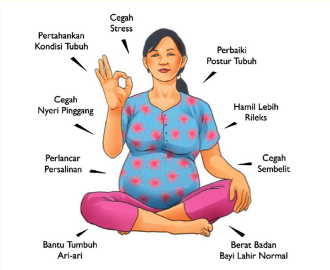 Cegah
Stress
Pertahankan
Kondisi Tubuh
Perbaiki
Postur Tubuh
Cegah
Nyeri Pinggang
Hamil Lebih
Rileks
Perlancar
Persalinan
Cegah
Sembelit
Bantu Tumbuh
Ari-ari
Berat Badan
Bayi Lahir Normal